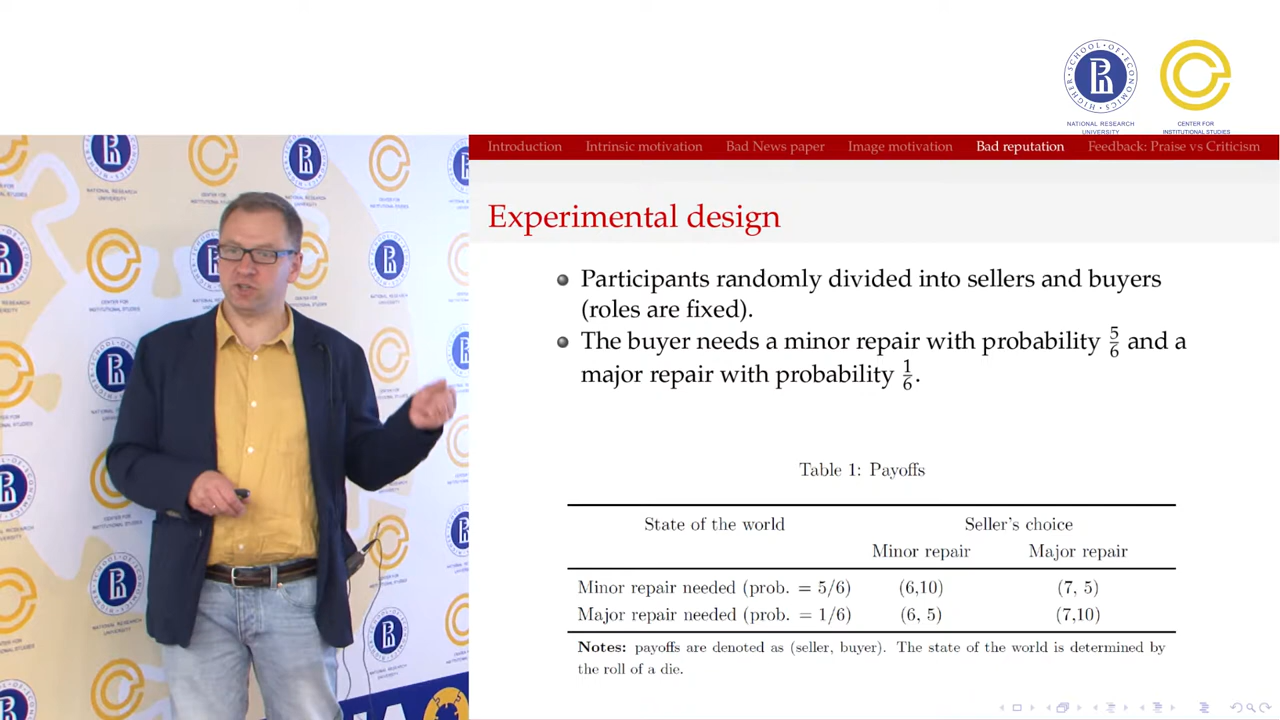 HIGHER SCHOOL OF ECONOMICS
NATIONAL RESEARCH
UNIVERSITY
CENTER FOR
INSTITUTIONAL STUDIES
Introduction Intrinsic motivation Bad News paper Image motivation Bad reputation Feedback: Praise vs Criticism
Experimental design
Participants randomly divided into sellers and buyers
(roles are fixed).
The buyer needs a minor repair with probability 5/6 and a
major repair with probability 1/6.
Table 1: Payoffs
State of the world Seller's choice
Minor repair Major repair
Minor repair needed (prob. = 5/6) (6,10) (7, 5)
Major repair needed (prob. = 1/6) (6, 5) (7,10)
Notes: payoffs are denoted as (seller, buyer). The state of the world is determined by
the roll of a die.